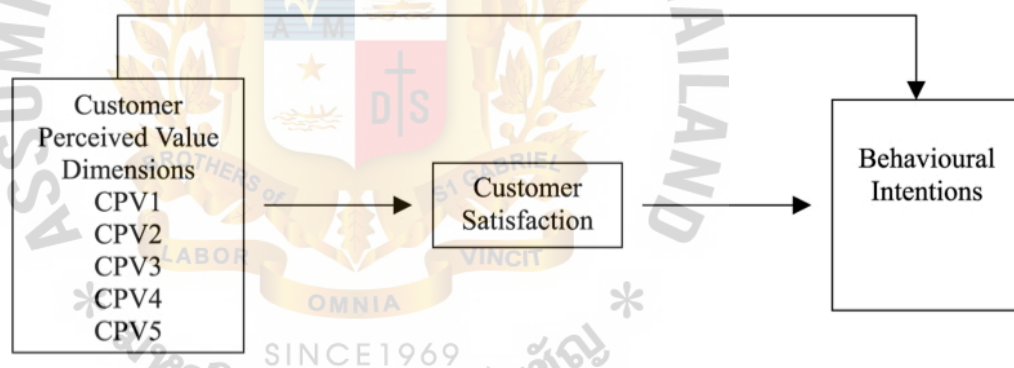 Customer
Perceived Value
Dimensions
CPV1
CPV2
CPV3
CPV4
CPV5
Customer
Satisfaction
Behavioural
Intentions
A M
D S
BROTHERS OF
ST GABRIEL
LABOR
VINCIT
OMNIA
SINCE1969